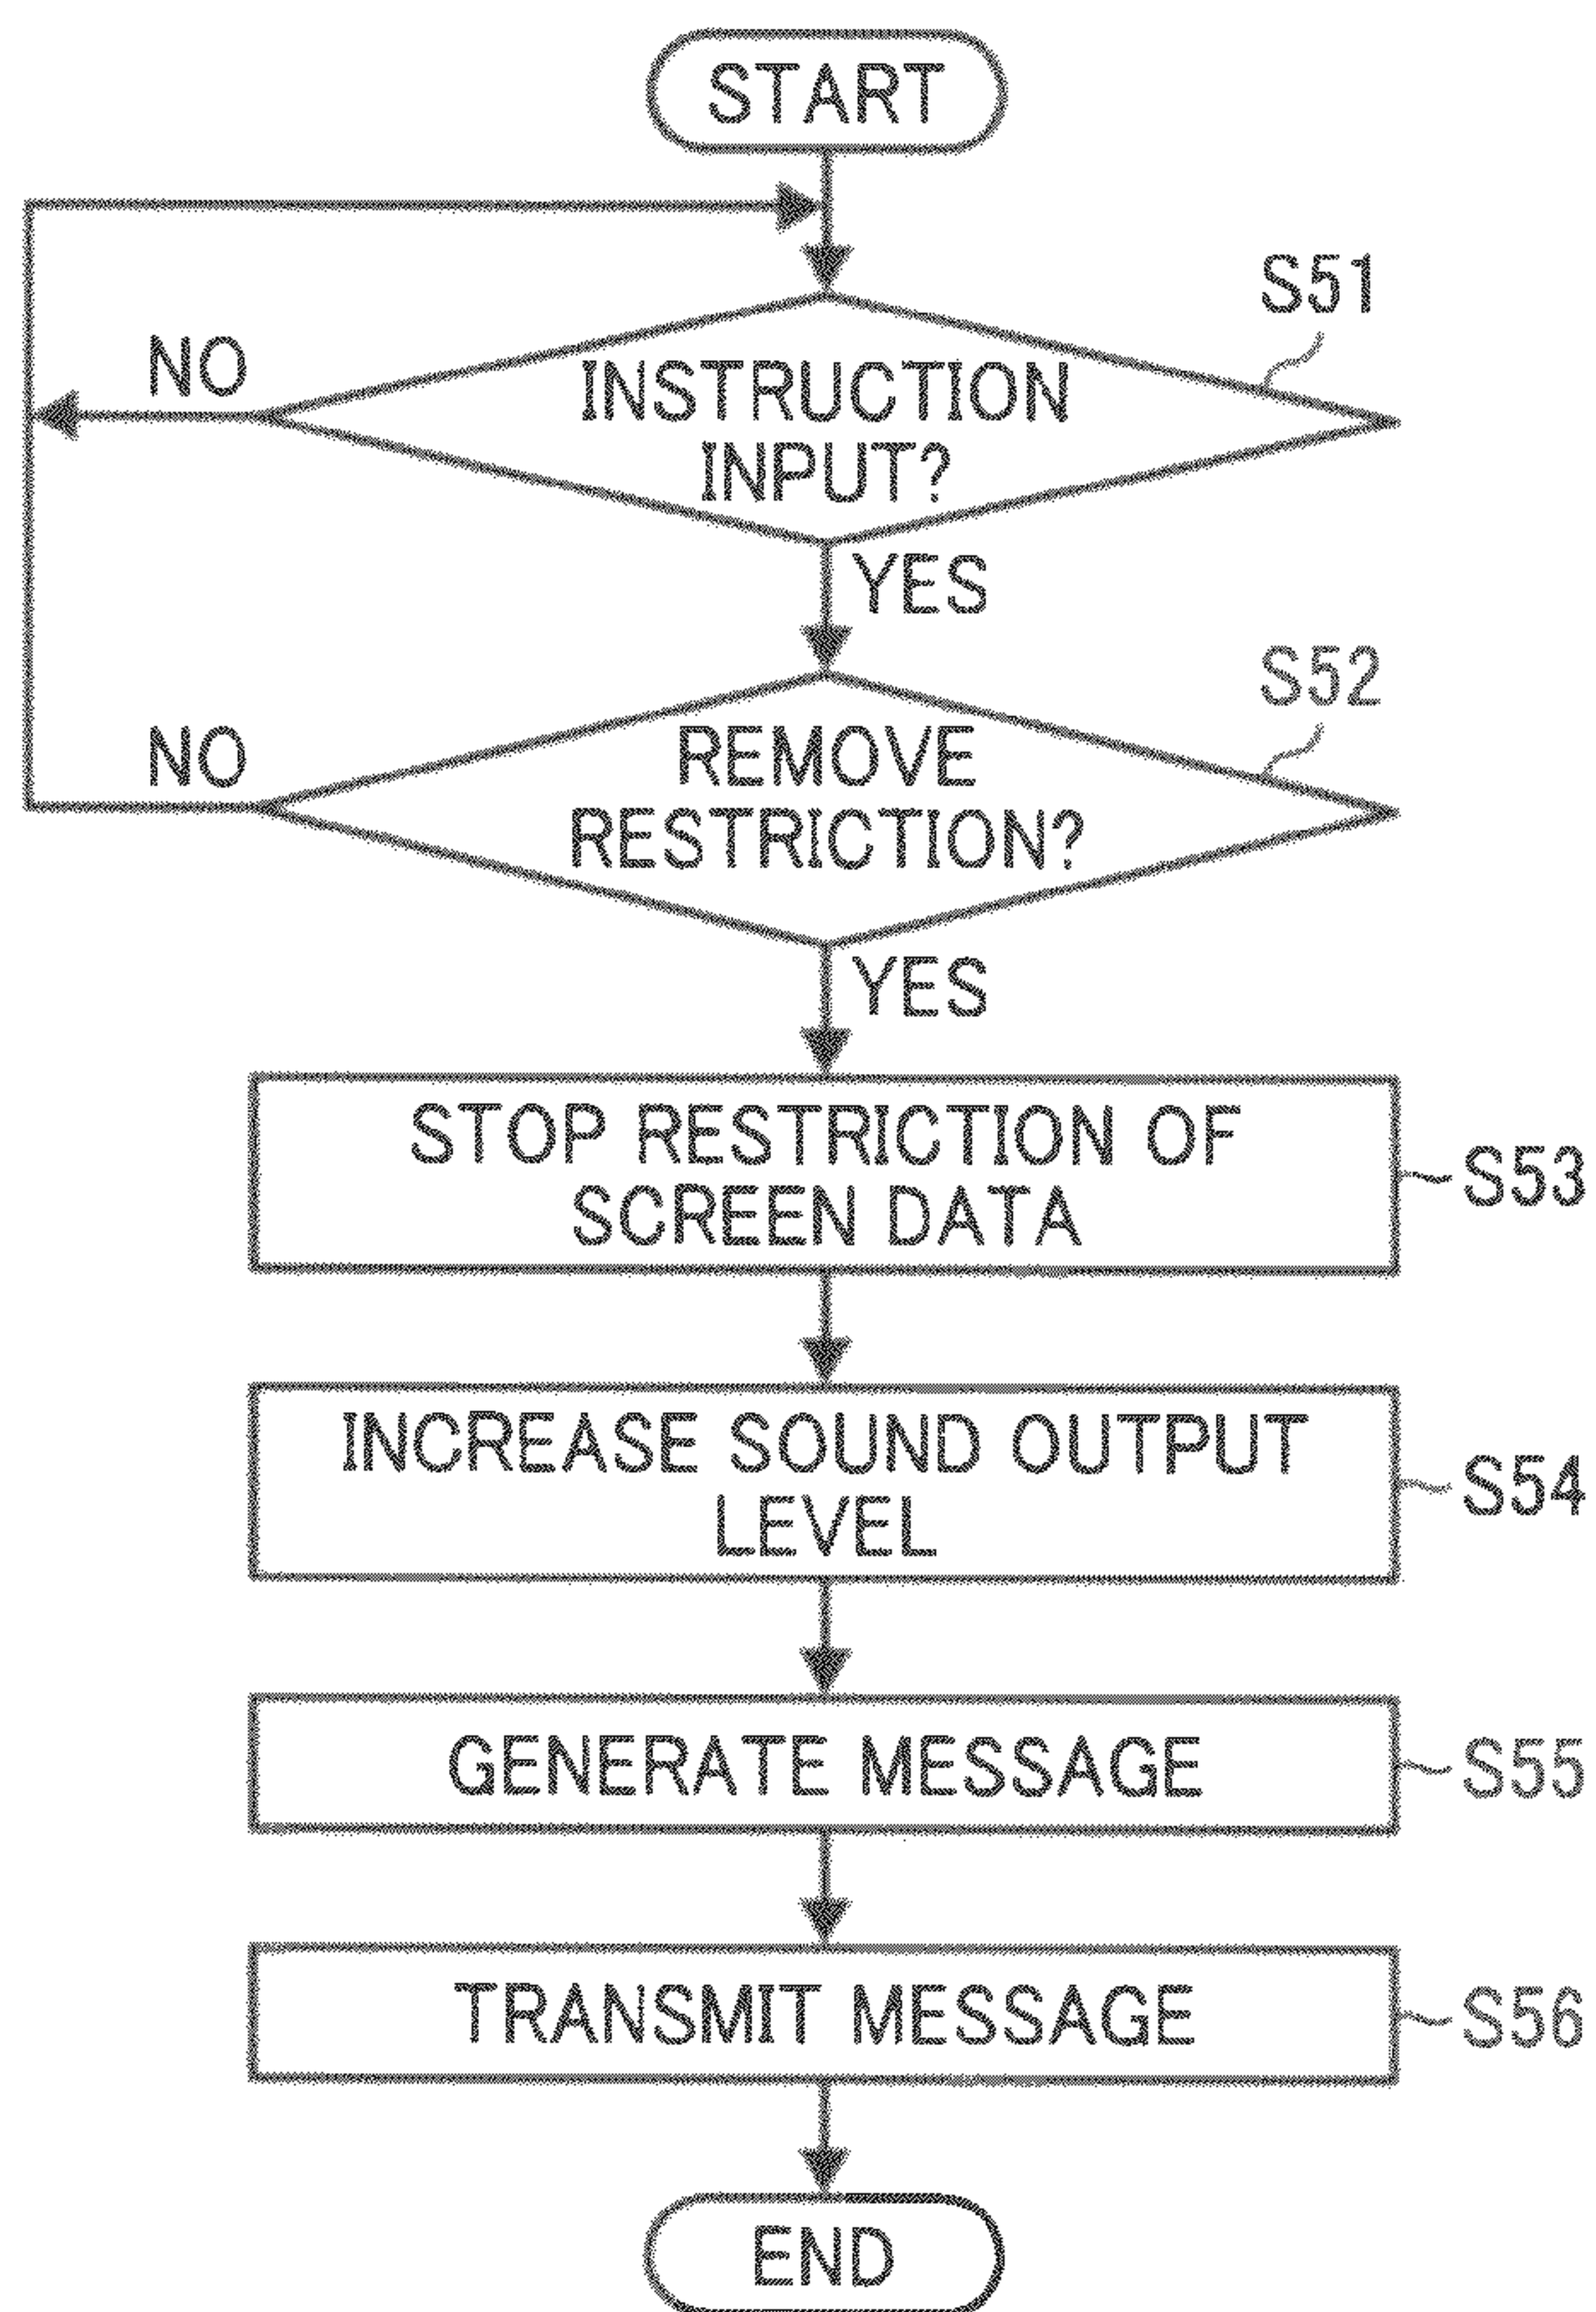 START
S51
NO
INSTRUCTION
INPUT?
YES
S52
NO
REMOVE
RESTRICTION?
YES
STOP RESTRICTION OF
SCREEN DATA
S53
INCREASE SOUND OUTPUT
LEVEL
S54
GENERATE MESSAGE
S55
TRANSMIT MESSAGE
S56
END